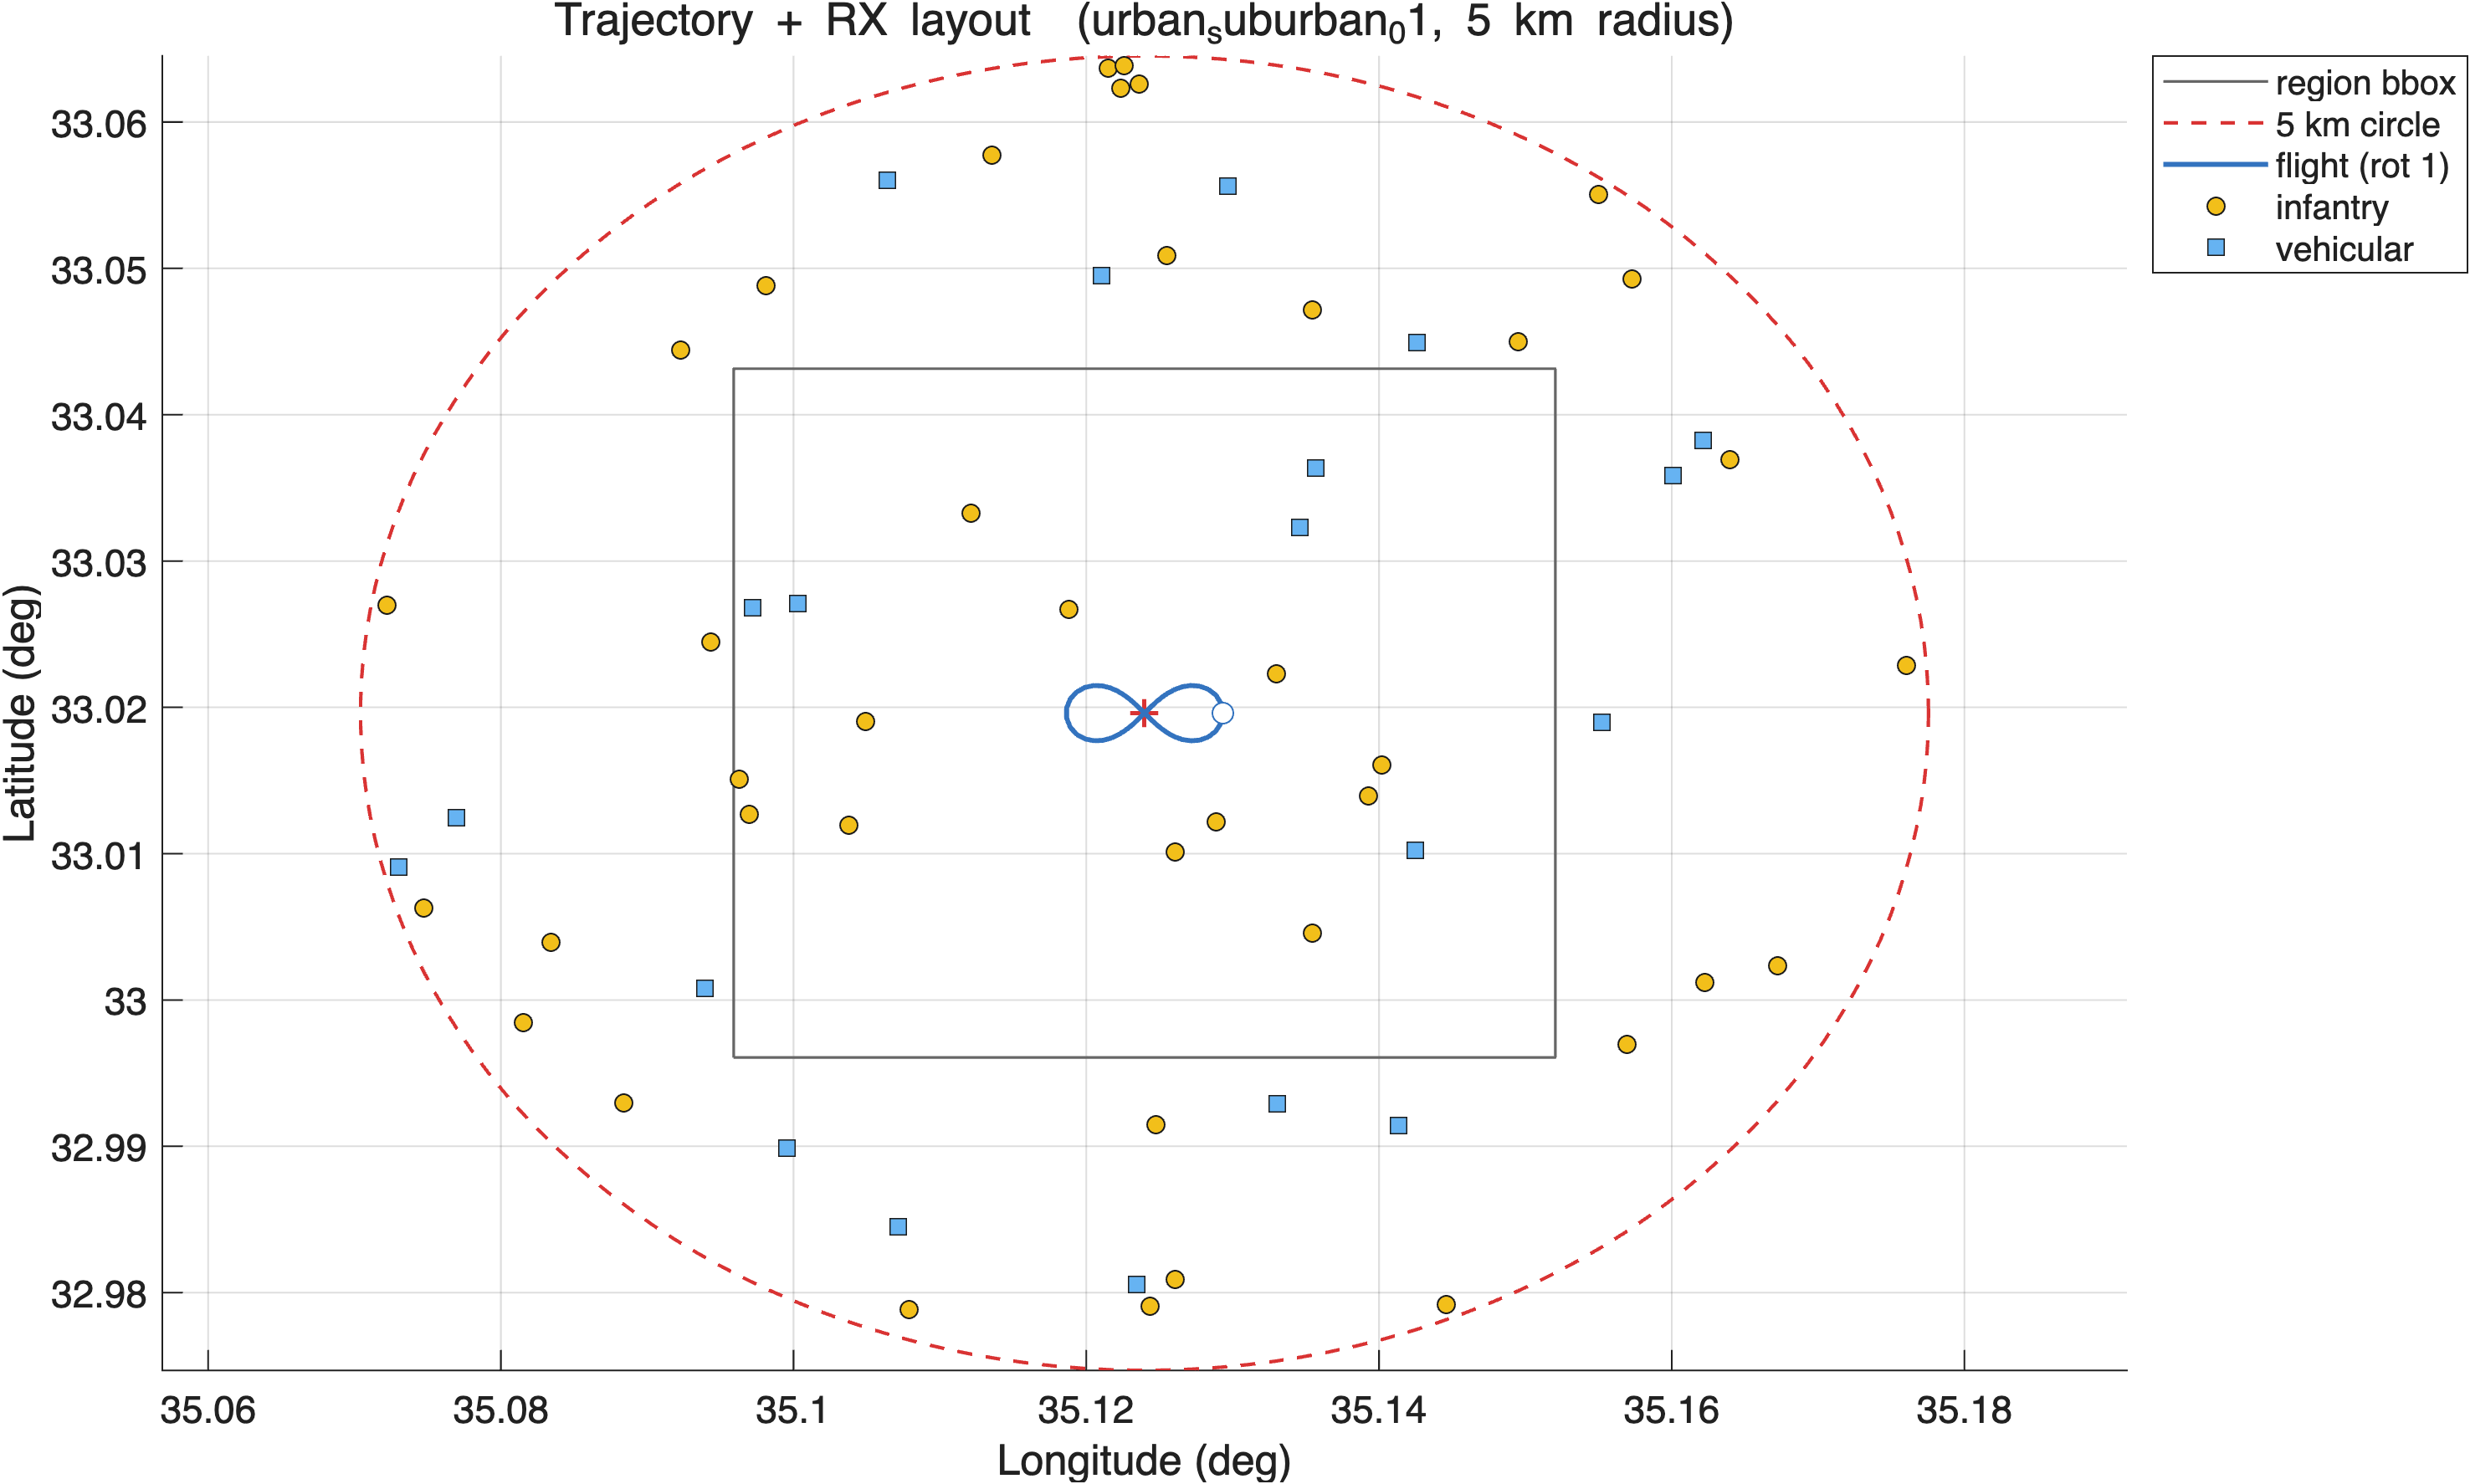 Trajectory + RX layout (urbansuburban01, 5 km radius)
region bbox
5 km circle
flight (rot 1)
infantry
vehicular
Latitude (deg)
33.06
33.05
33.04
33.03
33.02
33.01
33
32.99
32.98
35.06 35.08 35.1 35.12 35.14 35.16 35.18
Longitude (deg)